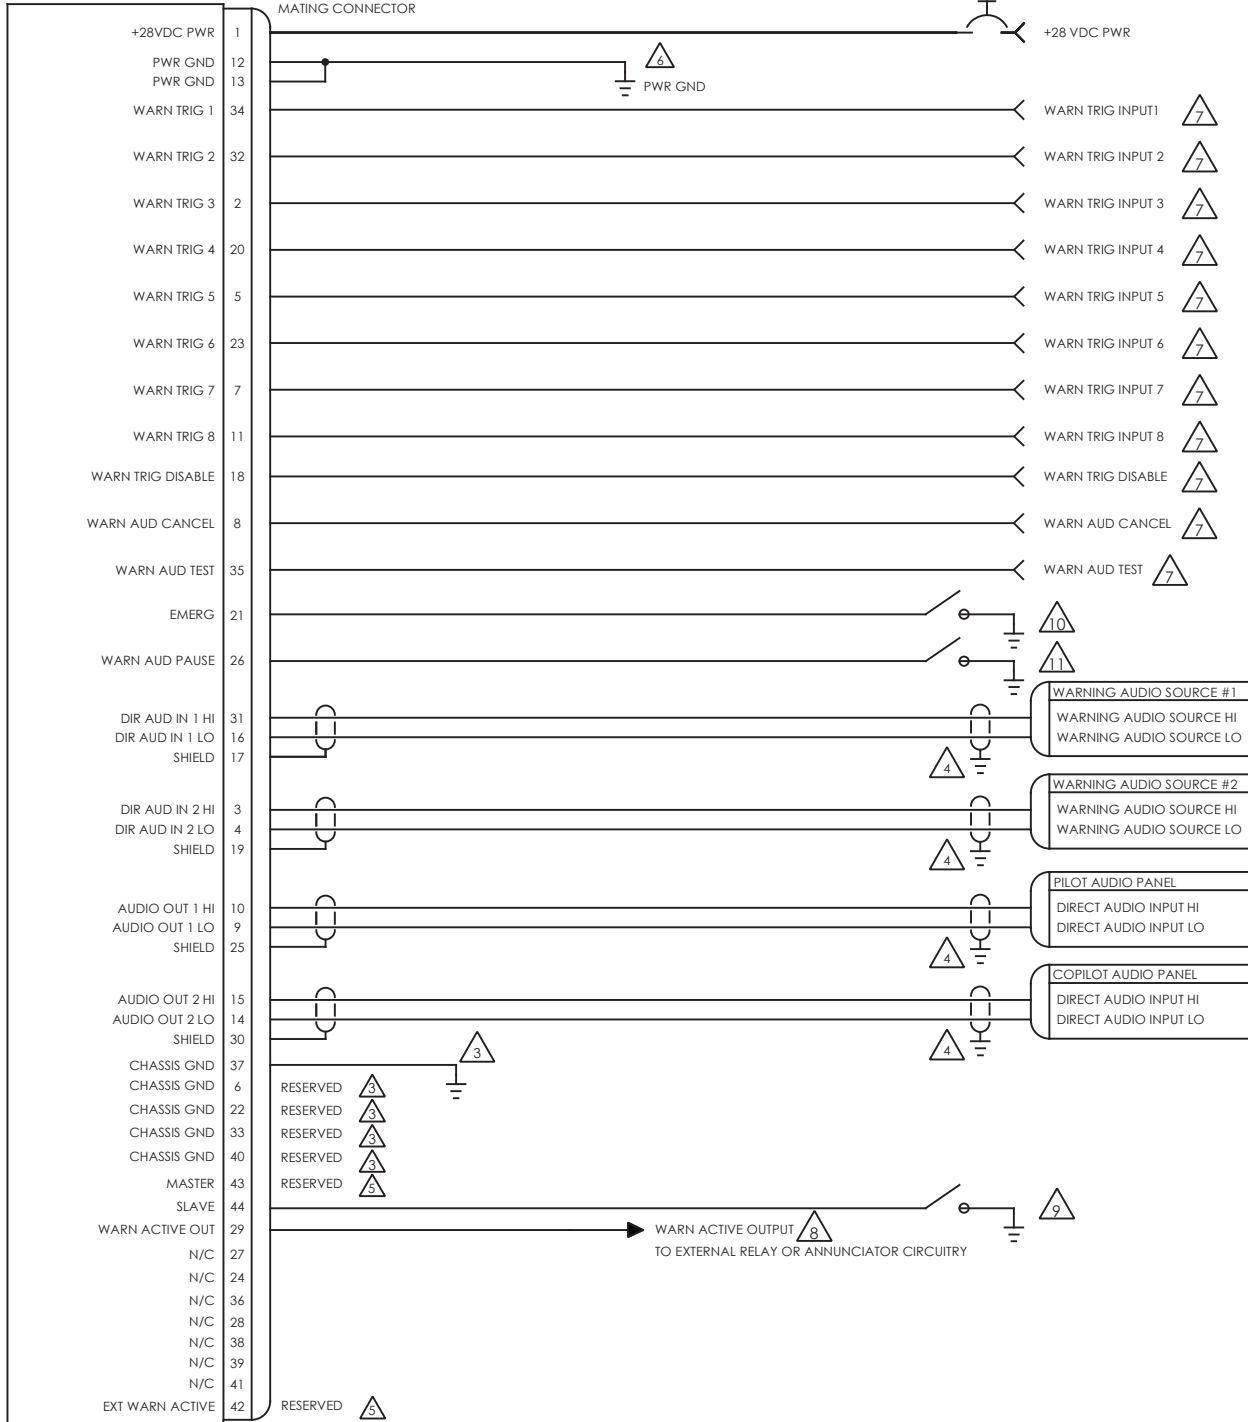 MATING CONNECTOR
+28VDC PWR 1 +28 VDC PWR
PWR GND 12 6
PWR GND 13 PWR GND
WARN TRIG 1 34 WARN TRIG INPUT1 7
WARN TRIG 2 32 WARN TRIG INPUT 2 7
WARN TRIG 3 2 WARN TRIG INPUT 3 7
WARN TRIG 4 20 WARN TRIG INPUT 4 7
WARN TRIG 5 5 WARN TRIG INPUT 5 7
WARN TRIG 6 23 WARN TRIG INPUT 6 7
WARN TRIG 7 7 WARN TRIG INPUT 7 7
WARN TRIG 8 11 WARN TRIG INPUT 8 7
WARN TRIG DISABLE 18 WARN TRIG DISABLE 7
WARN AUD CANCEL 8 WARN AUD CANCEL 7
WARN AUD TEST 35 WARN AUD TEST 7
EMERG 21 10
WARN AUD PAUSE 26 11
WARNING AUDIO SOURCE #1
DIR AUD IN 1 HI 31 WARNING AUDIO SOURCE HI
DIR AUD IN 1 LO 16 WARNING AUDIO SOURCE LO
SHIELD 17 4
WARNING AUDIO SOURCE #2
DIR AUD IN 2 HI 3 WARNING AUDIO SOURCE HI
DIR AUD IN 2 LO 4 WARNING AUDIO SOURCE LO
SHIELD 19 4
PILOT AUDIO PANEL
AUDIO OUT 1 HI 10 DIRECT AUDIO INPUT HI
AUDIO OUT 1 LO 9 DIRECT AUDIO INPUT LO
SHIELD 25 4
COPILOT AUDIO PANEL
AUDIO OUT 2 HI 15 DIRECT AUDIO INPUT HI
AUDIO OUT 2 LO 14 DIRECT AUDIO INPUT LO
SHIELD 30 4
CHASSIS GND 37 3
CHASSIS GND 6 RESERVED 3
CHASSIS GND 22 RESERVED 3
CHASSIS GND 33 RESERVED 3
CHASSIS GND 40 RESERVED 3
MASTER 43 RESERVED 5
SLAVE 44 9
WARN ACTIVE OUT 29 WARN ACTIVE OUTPUT 8
TO EXTERNAL RELAY OR ANNUNCIATOR CIRCUITRY
N/C 27
N/C 24
N/C 36
N/C 28
N/C 38
N/C 39
N/C 41
EXT WARN ACTIVE 42 RESERVED 5